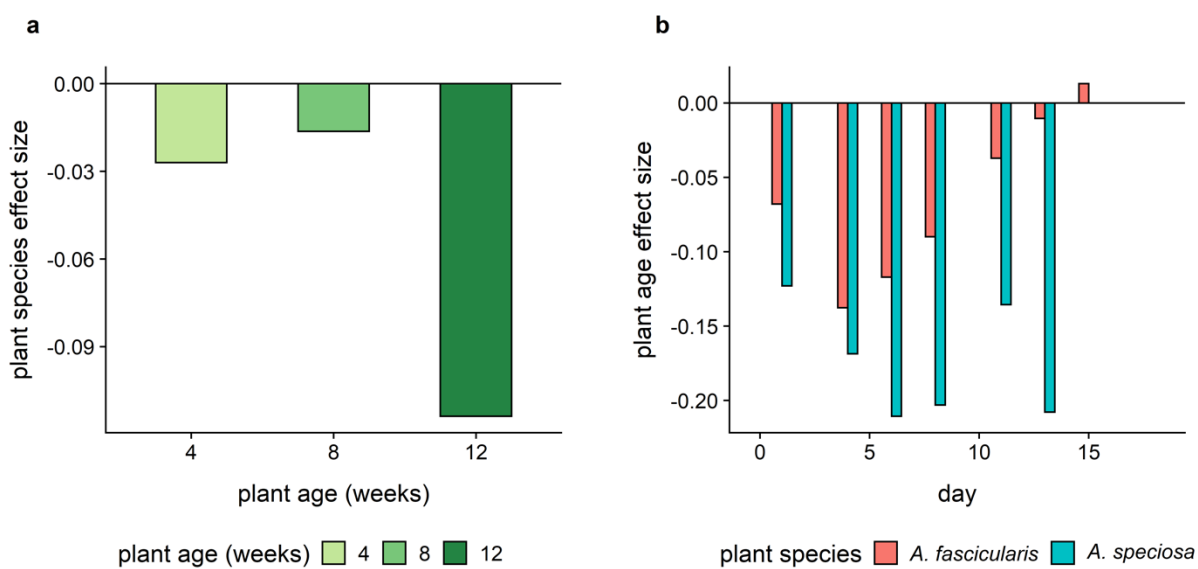 a
b
0.00
-0.03
-0.06
-0.09
plant species effect size
4
8
12
plant age (weeks)
plant age (weeks) 4 8 12
0.00
-0.05
-0.10
-0.15
-0.20
plant age effect size
0
5
10
15
day
plant species A. fascicularis A. speciosa